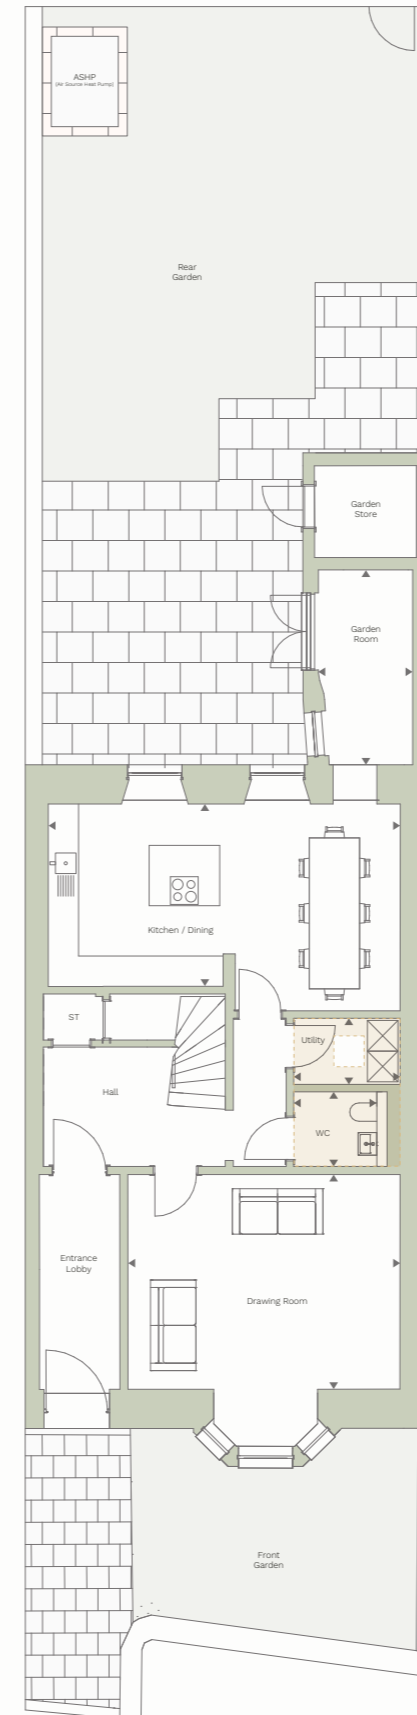 ASHP
(Air Source Heat Pump)
Rear
Garden
Garden
Store
Garden
Room
Kitchen / Dining
ST
Utility
Hall
WC
Entrance
Lobby
Drawing Room
Front
Garden